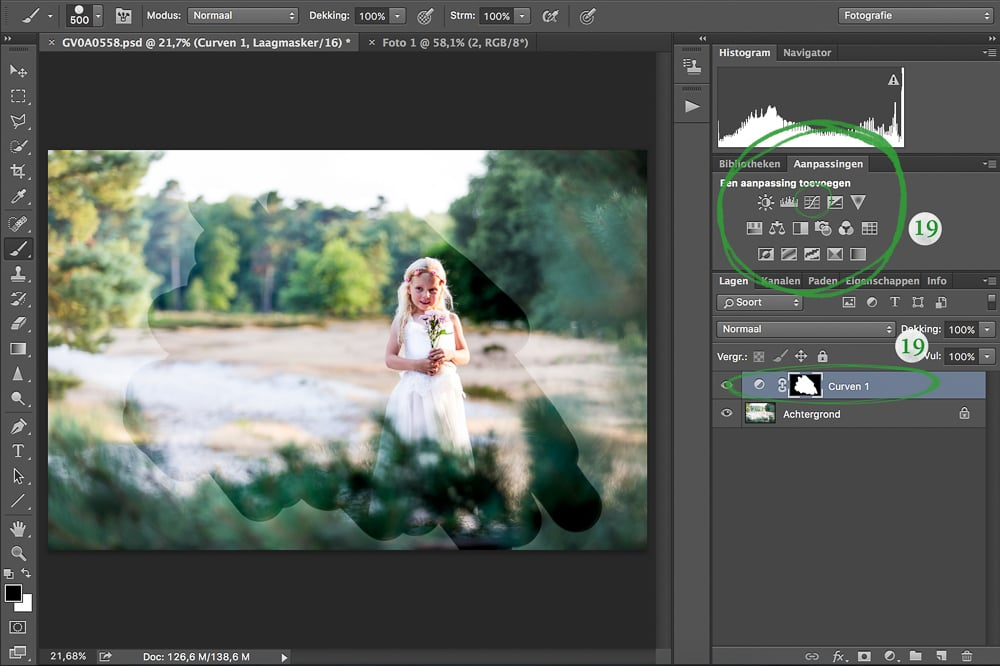 500 Modus: Normaal Dekking: 100% Strm: 100% Fotografie
× GV0A0558.psd @ 21,7% (Curven 1, Laagmasker/16) * × Foto 1 @ 58,1% (2, RGB/8*)
Histogram Navigator
Bibliotheken Aanpassingen
Een aanpassing toevoegen
19
Lagen Kanalen Paden Eigenschappen Info
Soort
Normaal Dekking: 100%
19
Vergr.: Vul: 100%
Curven 1
Achtergrond
21,68% Doc: 126,6 M/138,6 M
fx